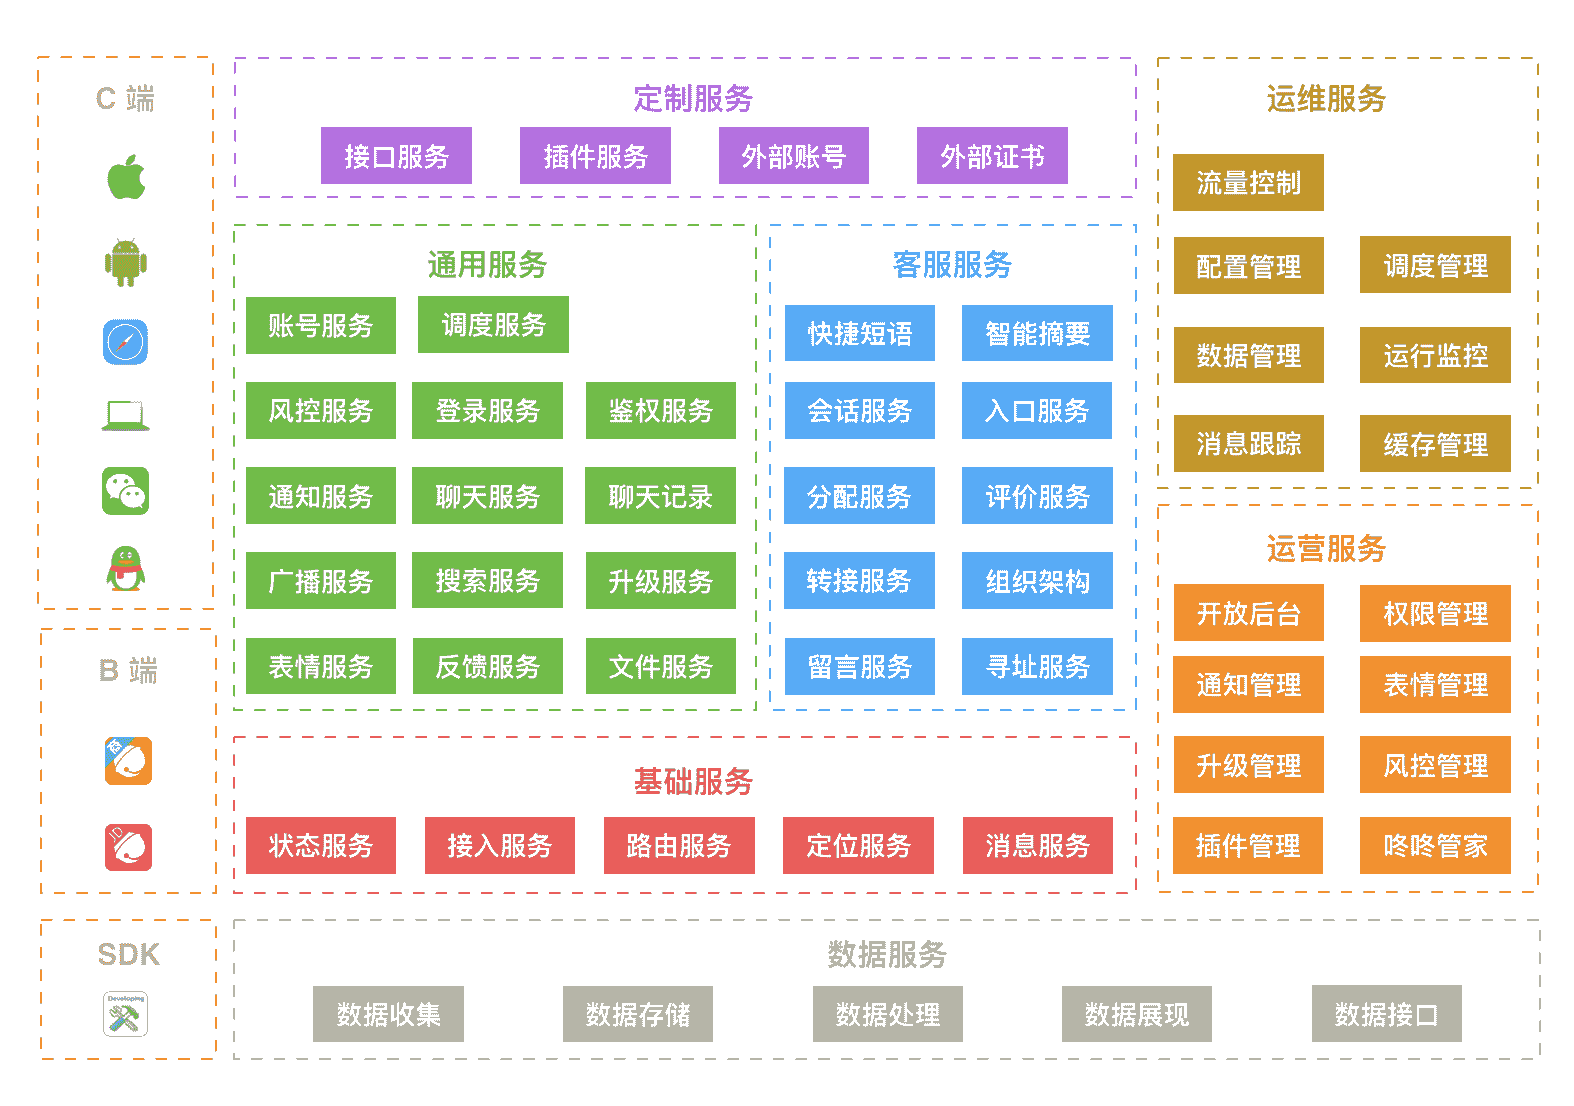 C 端
B 端
SDK
Developing
定制服务
接口服务 插件服务 外部账号 外部证书
通用服务
账号服务 调度服务
风控服务 登录服务 鉴权服务
通知服务 聊天服务 聊天记录
广播服务 搜索服务 升级服务
表情服务 反馈服务 文件服务
客服服务
快捷短语 智能摘要
会话服务 入口服务
分配服务 评价服务
转接服务 组织架构
留言服务 寻址服务
基础服务
状态服务 接入服务 路由服务 定位服务 消息服务
运维服务
流量控制
配置管理 调度管理
数据管理 运行监控
消息跟踪 缓存管理
运营服务
开放后台 权限管理
通知管理 表情管理
升级管理 风控管理
插件管理 咚咚管家
数据服务
数据收集 数据存储 数据处理 数据展现 数据接口
JD